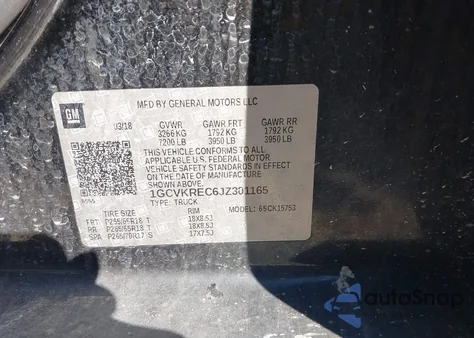 MFD BY GENERAL MOTORS LLC
GM
03/18 GVWR GAWR FRT GAWR RR
3266 KG 1792 KG 1792 KG
7200 LB 3950 LB 3950 LB
THIS VEHICLE CONFORMS TO ALL
APPLICABLE U.S. FEDERAL MOTOR
VEHICLE SAFETY STANDARDS IN
EFFECT ON THE DATE OF
MANUFACTURE SHOWN ABOVE.
1GCVKREC6JZ301165
TYPE: TRUCK MODEL:
TIRE SIZE RIM
FRT P265/65R18 T 18X8.5J
RR P265/65R18 T 18X8.5J
SPA P265/70R17 S 17X7.5J
autoSnap